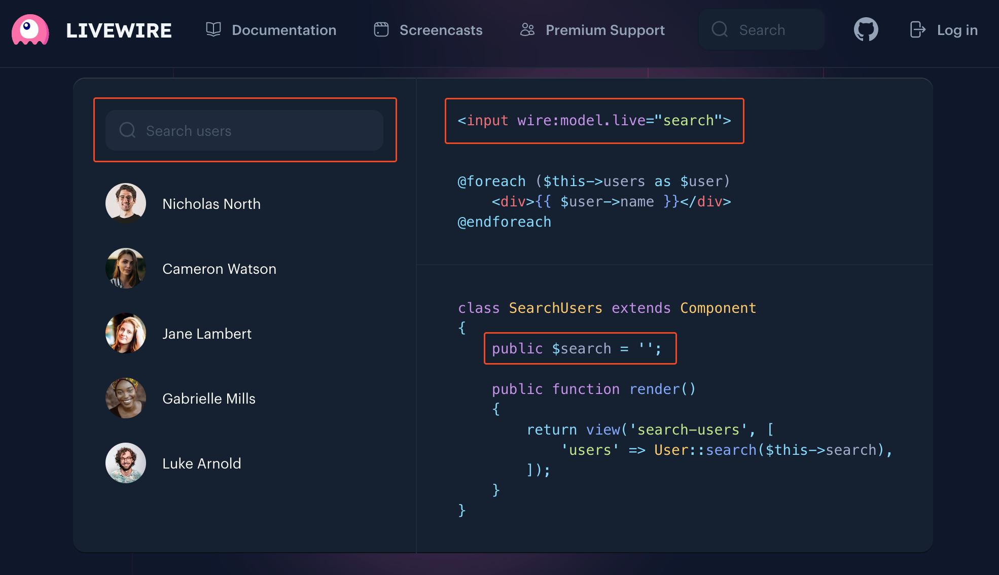 LIVEWIRE Documentation Screencasts Premium Support Search Log in
Search users
Nicholas North
Cameron Watson
Jane Lambert
Gabrielle Mills
Luke Arnold
<input wire:model.live="search">
@foreach ($this->users as $user)
    <div>{{ $user->name }}</div>
@endforeach
class SearchUsers extends Component
{
    public $search = '';
    public function render()
    {
        return view('search-users', [
            'users' => User::search($this->search),
        ]);
    }
}